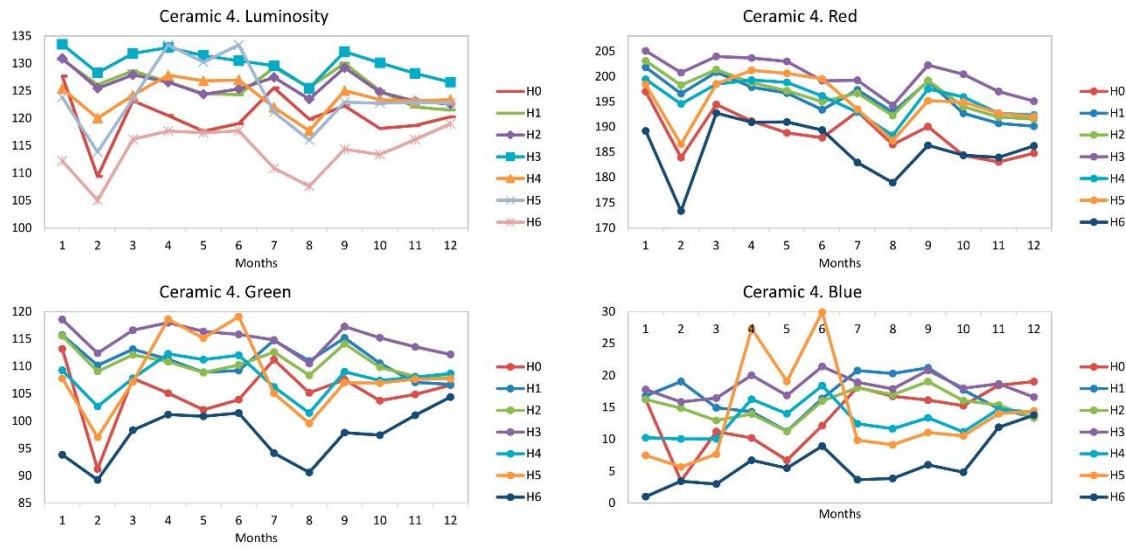 Ceramic 4. Luminosity
135
130
125
120
115
110
105
100
1 2 3 4 5 6 7 8 9 10 11 12
Months
H0
H1
H2
H3
H4
H5
H6
Ceramic 4. Red
205
200
195
190
185
180
175
170
1 2 3 4 5 6 7 8 9 10 11 12
Months
H0
H1
H2
H3
H4
H5
H6
Ceramic 4. Green
120
115
110
105
100
95
90
85
1 2 3 4 5 6 7 8 9 10 11 12
Months
H0
H1
H2
H3
H4
H5
H6
Ceramic 4. Blue
30
25
20
15
10
5
0
1 2 3 4 5 6 7 8 9 10 11 12
Months
H0
H1
H2
H3
H4
H5
H6